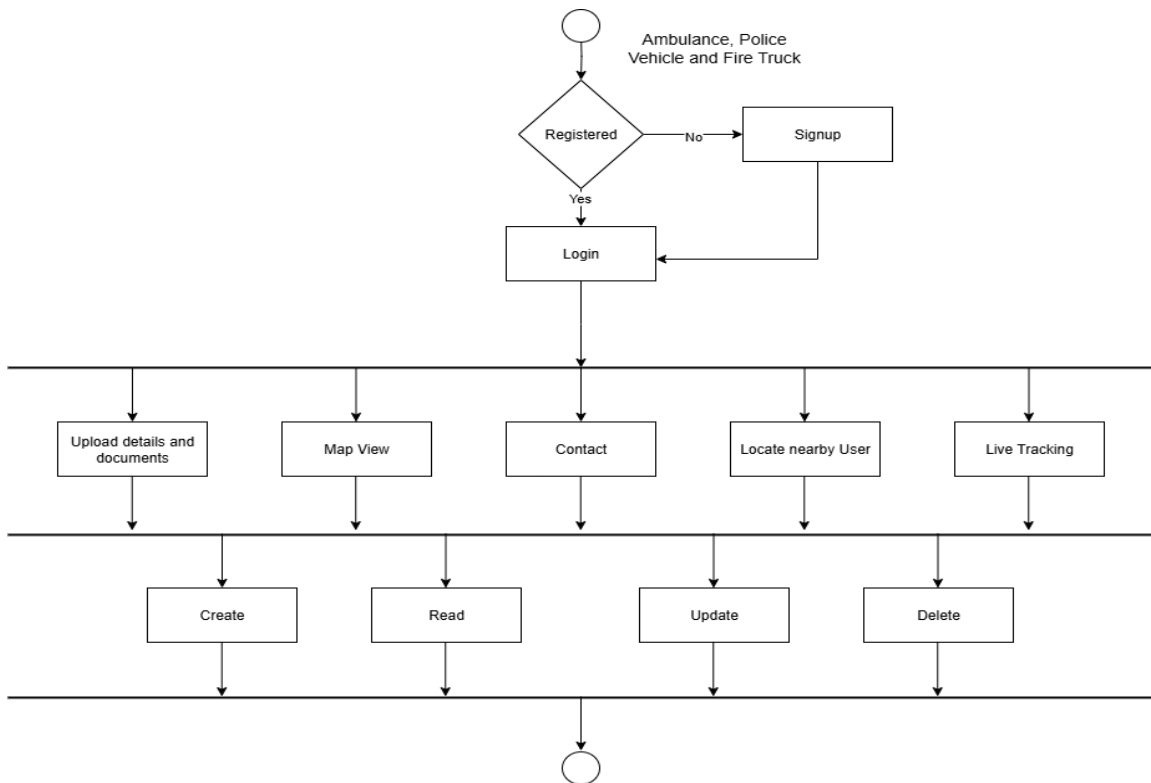 Ambulance, Police
Vehicle and Fire Truck
Registered
No
Signup
Yes
Login
Upload details and
documents
Map View
Contact
Locate nearby User
Live Tracking
Create
Read
Update
Delete